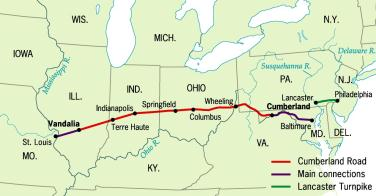 WIS.
N.Y.
MICH.
Delaware R.
IOWA
Susquehanna R.
PA.
N.J.
Mississippi R.
ILL.
IND.
OHIO
Lancaster
Philadelphia
Indianapolis
Springfield
Wheeling
Cumberland
Vandalia
Terre Haute
Columbus
Baltimore
St. Louis
Ohio R.
VA.
MD.
DEL.
MO.
KY.
Cumberland Road
Main connections
Lancaster Turnpike